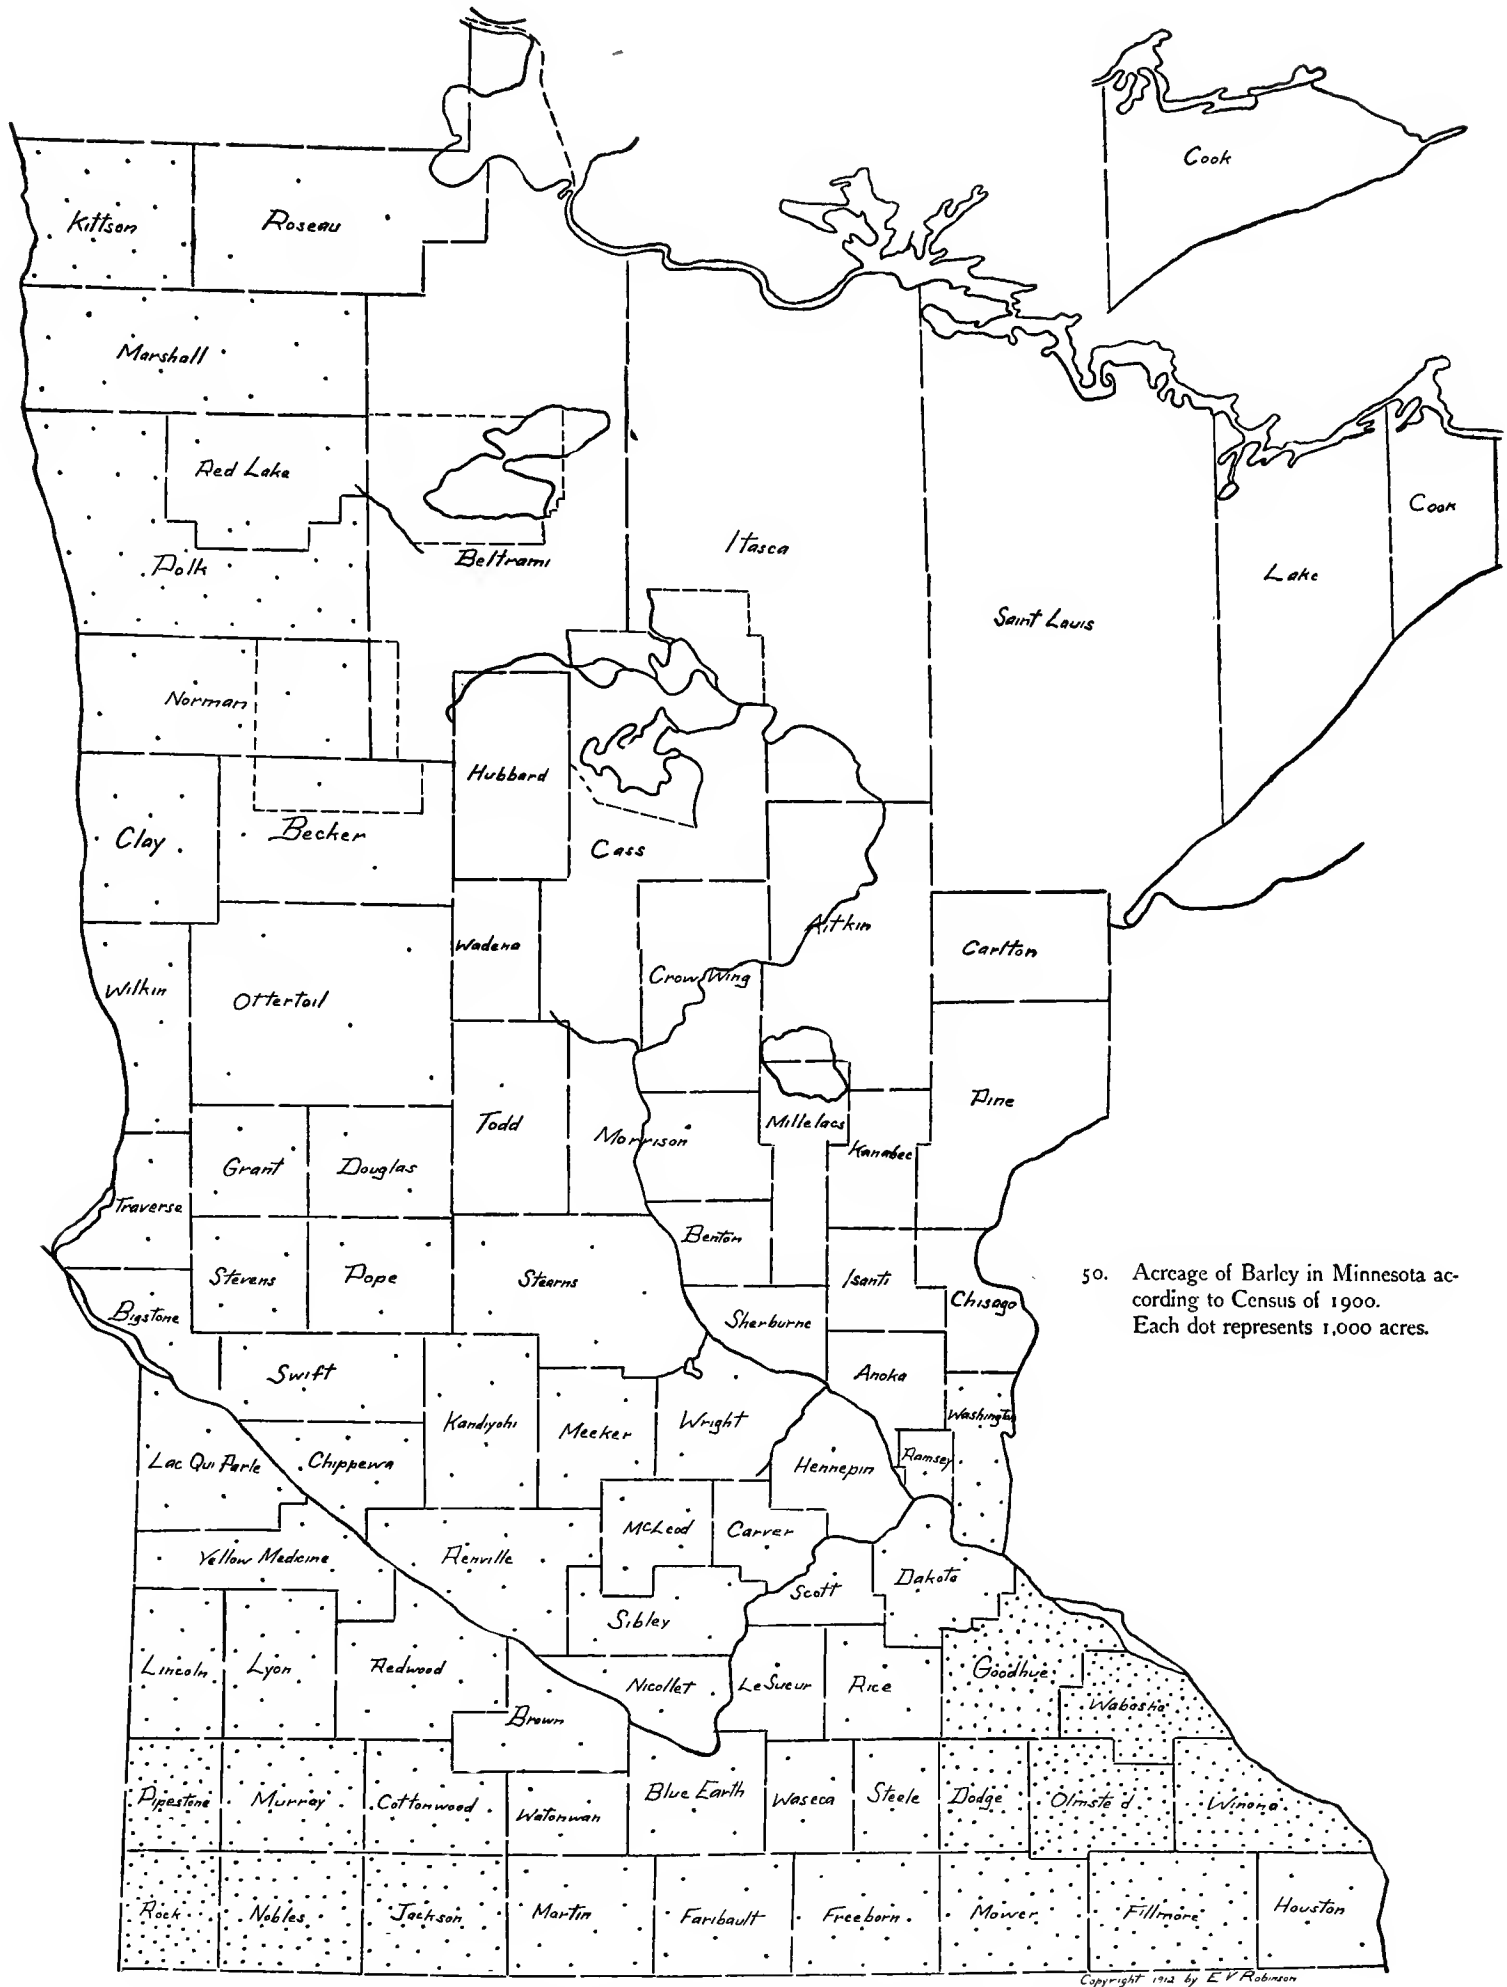 Cook
Kittson
Roseau
Marshall
Red Lake
Polk
Beltrami
Itasca
Saint Louis
Lake
Cook
Norman
Hubbard
Clay
Becker
Cass
Aitkin
Carlton
Wadena
Crow Wing
Wilkin
Ottertail
Pine
Todd
Morrison
Millelacs
Kanabec
Grant
Douglas
Traverse
Benton
Stevens
Pope
Stearns
Isanti
Chisago
Bigstone
Sherburne
50. Acreage of Barley in Minnesota ac-
cording to Census of 1900.
Each dot represents 1,000 acres.
Swift
Anoka
Kandiyohi
Meeker
Wright
Washington
Lac Qui Parle
Chippewa
Hennepin
Ramsey
McLeod
Carver
Yellow Medicine
Renville
Scott
Dakota
Sibley
Lincoln
Lyon
Redwood
Nicollet
Le Sueur
Rice
Goodhue
Wabasha
Brown
Pipestone
Murray
Cottonwood
Watonwan
Blue Earth
Waseca
Steele
Dodge
Olmsted
Winona
Rock
Nobles
Jackson
Martin
Faribault
Freeborn
Mower
Fillmore
Houston
Copyright 1912 by E V Robinson